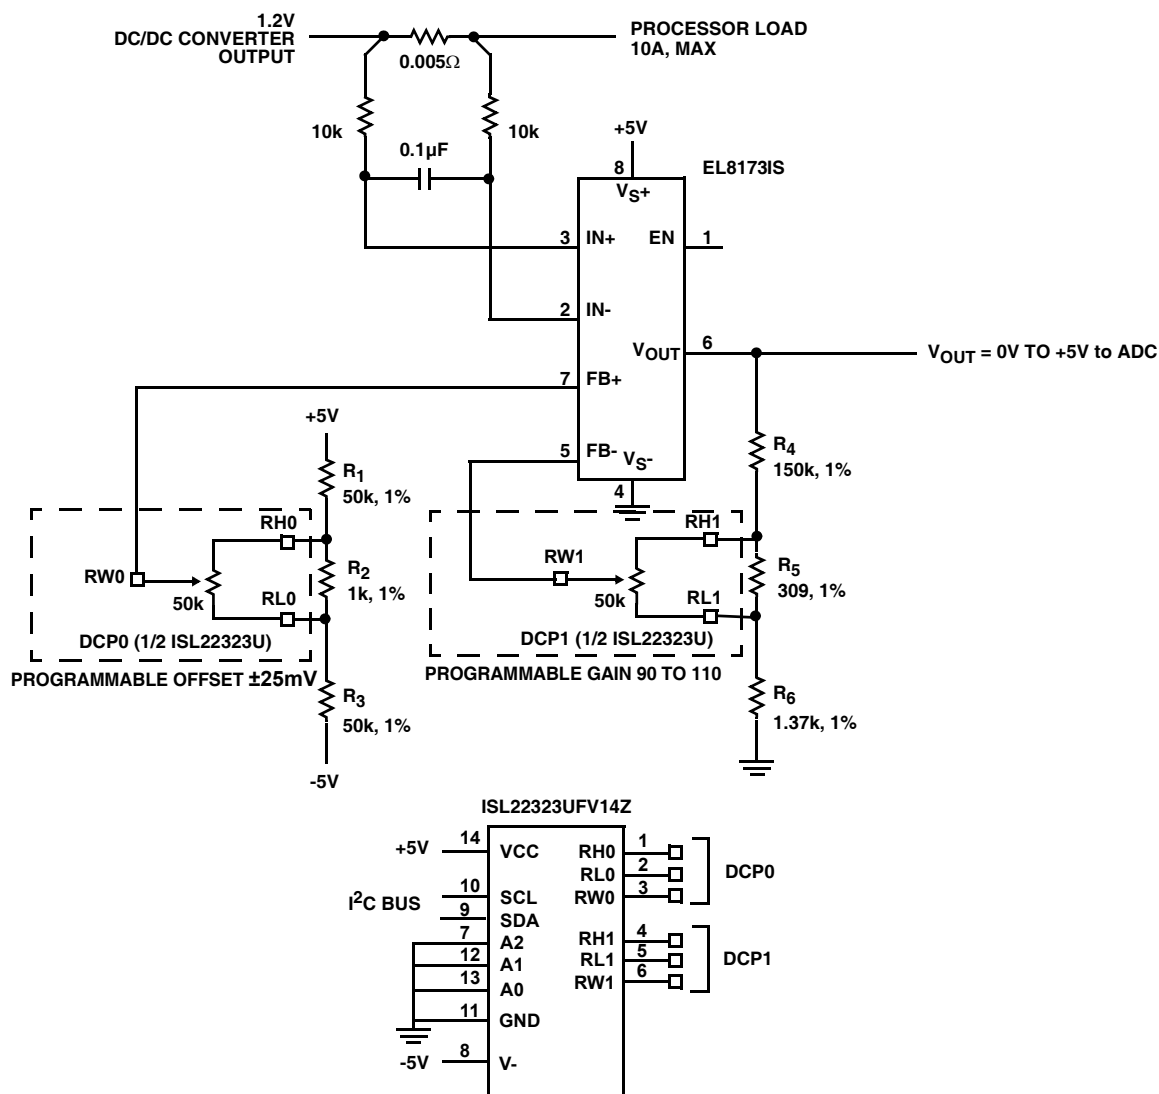 1.2V
DC/DC CONVERTER
OUTPUT
0.005Ω
PROCESSOR LOAD
10A, MAX
10k
10k
0.1µF
+5V
8
VS+
EL8173IS
3
IN+
EN
1
2
IN-
VOUT
6
VOUT = 0V TO +5V to ADC
7
FB+
+5V
5
FB-
VS-
4
R1
50k, 1%
R4
150k, 1%
RH0
RW0
50k
RL0
R2
1k, 1%
DCP0 (1/2 ISL22323U)
PROGRAMMABLE OFFSET ±25mV
R3
50k, 1%
-5V
RH1
RW1
50k
RL1
R5
309, 1%
DCP1 (1/2 ISL22323U)
PROGRAMMABLE GAIN 90 TO 110
R6
1.37k, 1%
ISL22323UFV14Z
+5V
14
VCC
I2C BUS
10
SCL
9
SDA
7
A2
12
A1
13
A0
11
GND
-5V
8
V-
RH0
1
RL0
2
RW0
3
DCP0
RH1
4
RL1
5
RW1
6
DCP1